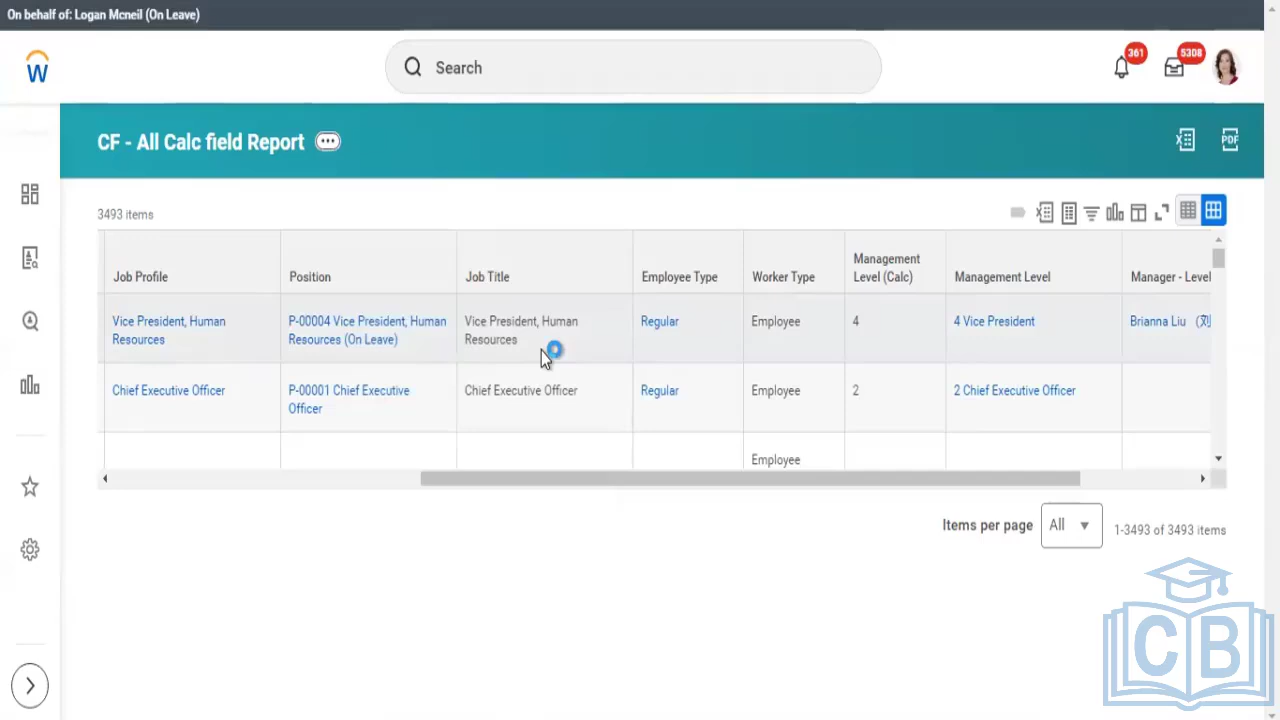 On behalf of: Logan Mcneil (On Leave)
W
Search
361
5308
CF - All Calc field Report
PDF
3493 items
Job Profile
Position
Job Title
Employee Type
Worker Type
Management
Level (Calc)
Management Level
Manager - Level
Vice President, Human
Resources
P-00004 Vice President, Human
Resources (On Leave)
Vice President, Human
Resources
Regular
Employee
4
4 Vice President
Brianna Liu （刘
Chief Executive Officer
P-00001 Chief Executive
Officer
Chief Executive Officer
Regular
Employee
2
2 Chief Executive Officer
Employee
Items per page
All
1-3493 of 3493 items
CB